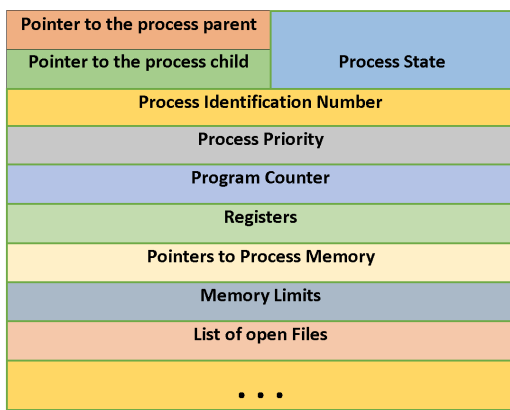 Pointer to the process parent
Pointer to the process child
Process State
Process Identification Number
Process Priority
Program Counter
Registers
Pointers to Process Memory
Memory Limits
List of open Files
. . .